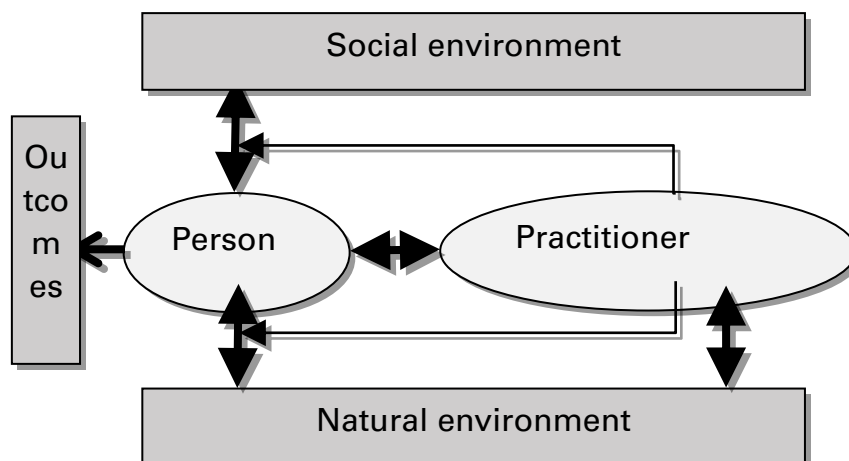 Social environment
Ou
tco
m
es
Person
Practitioner
Natural environment